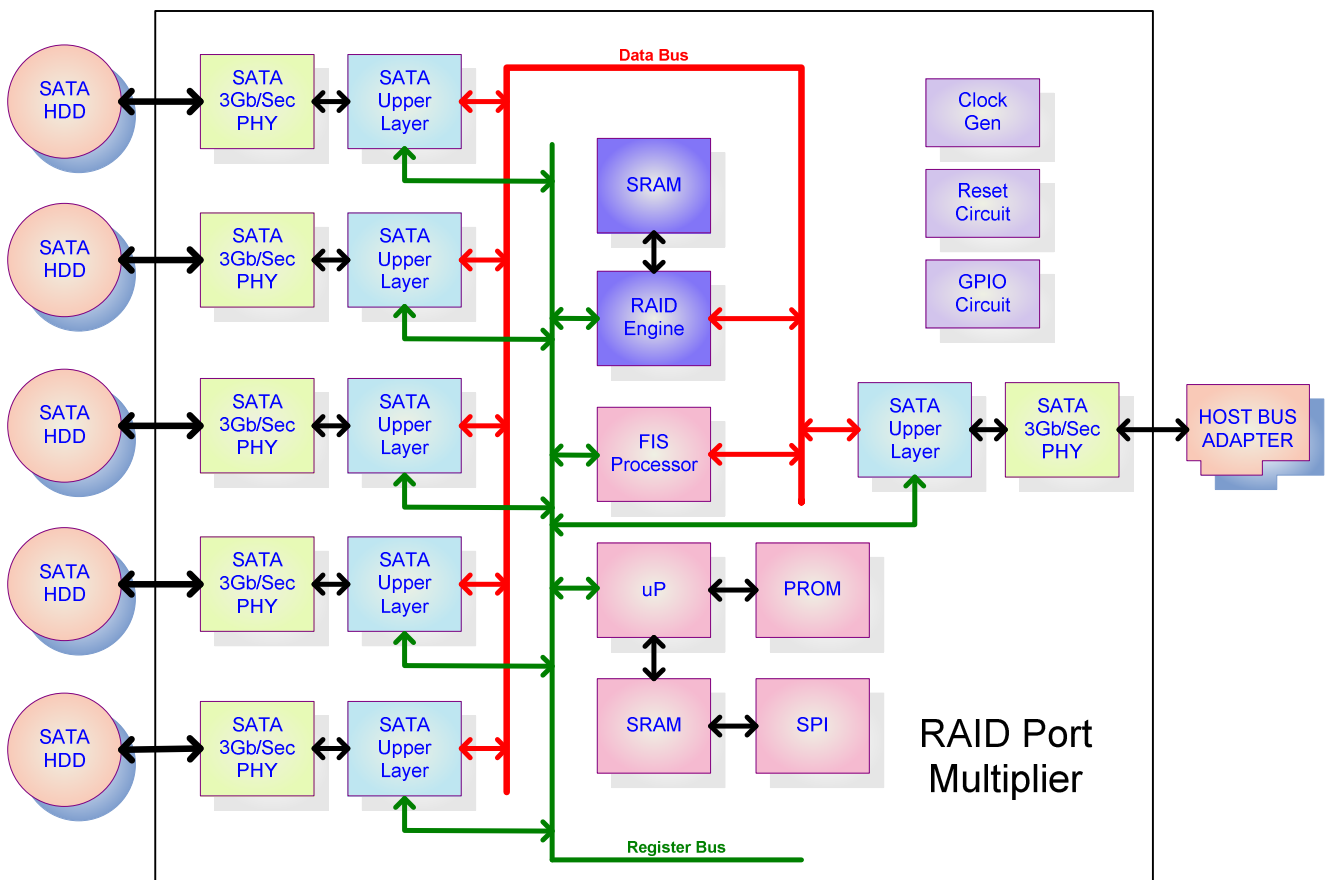 Data Bus
SATA
HDD
SATA
3Gb/Sec
PHY
SATA
Upper
Layer
Clock
Gen
SRAM
Reset
Circuit
SATA
HDD
SATA
3Gb/Sec
PHY
SATA
Upper
Layer
RAID
Engine
GPIO
Circuit
SATA
HDD
SATA
3Gb/Sec
PHY
SATA
Upper
Layer
FIS
Processor
SATA
Upper
Layer
SATA
3Gb/Sec
PHY
HOST BUS
ADAPTER
SATA
HDD
SATA
3Gb/Sec
PHY
SATA
Upper
Layer
uP
PROM
SATA
HDD
SATA
3Gb/Sec
PHY
SATA
Upper
Layer
SRAM
SPI
RAID Port
Multiplier
Register Bus